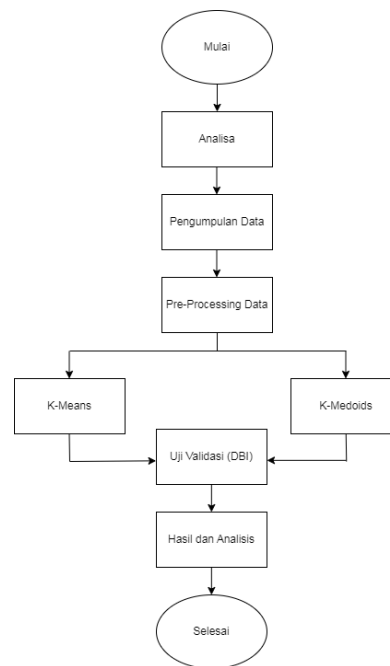 Mulai
Analisa
Pengumpulan Data
Pre-Processing Data
K-Means
K-Medoids
Uji Validasi (DBI)
Hasil dan Analisis
Selesai